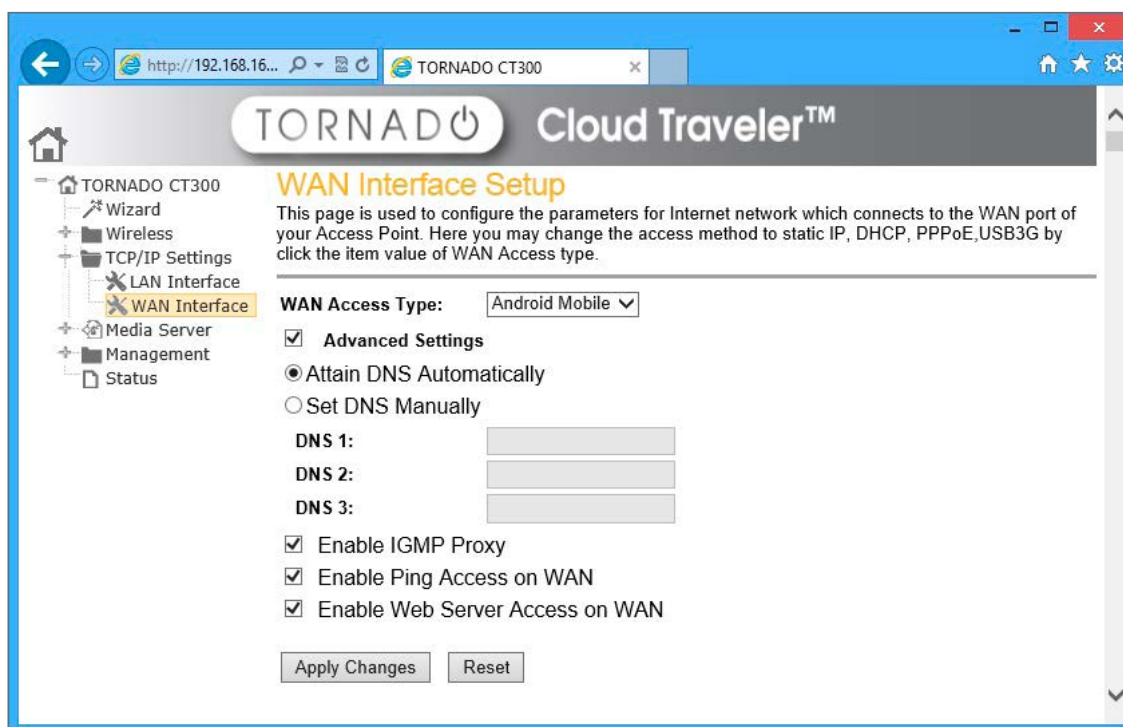 http://192.168.16...
TORNADO CT300
TORNADO Cloud Traveler™
TORNADO CT300
Wizard
Wireless
TCP/IP Settings
LAN Interface
WAN Interface
Media Server
Management
Status
WAN Interface Setup
This page is used to configure the parameters for Internet network which connects to the WAN port of
your Access Point. Here you may change the access method to static IP, DHCP, PPPoE,USB3G by
click the item value of WAN Access type.
WAN Access Type: Android Mobile
Advanced Settings
Attain DNS Automatically
Set DNS Manually
DNS 1:
DNS 2:
DNS 3:
Enable IGMP Proxy
Enable Ping Access on WAN
Enable Web Server Access on WAN
Apply Changes Reset